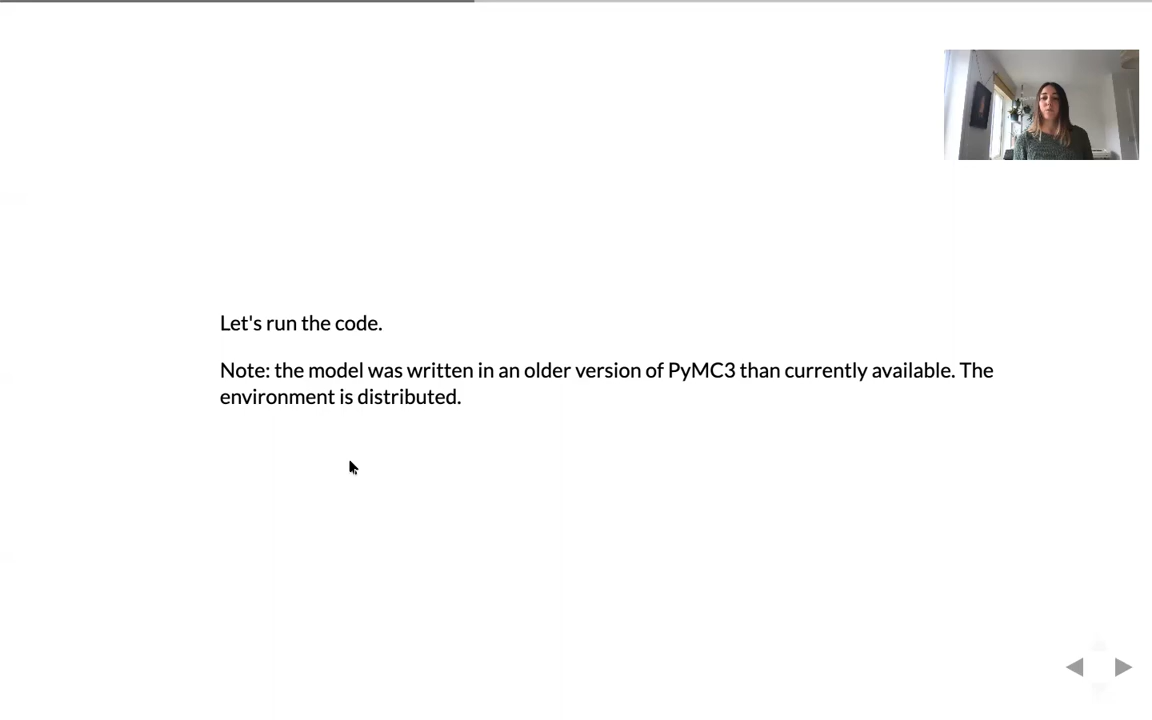 Let's run the code.
Note: the model was written in an older version of PyMC3 than currently available. The
environment is distributed.